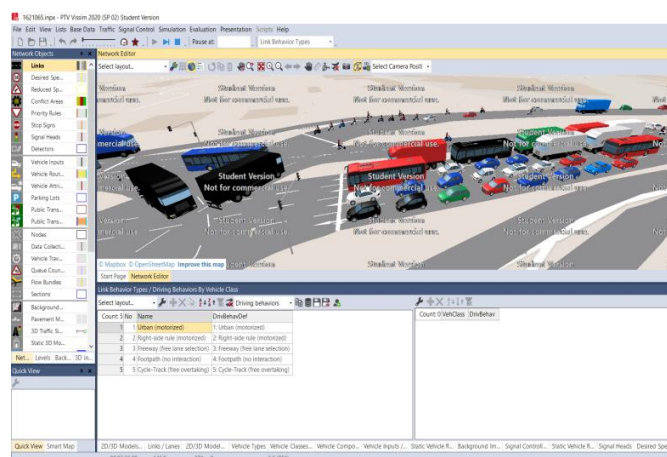 1621065.inpx - PTV Vissim 2020 (SP 02) Student Version
File Edit View Lists Base Data Traffic Signal Control Simulation Evaluation Presentation Scripts Help
Pause at: Link Behavior Types
Network Objects
Network Editor
Links
Select layout... Select Camera Positi
Desired Spe...
Reduced Sp...
Conflict Areas
Priority Rules
Stop Signs
Signal Heads
Detectors
Vehicle Inputs
Vehicle Rout...
Vehicle Attri...
Parking Lots
Public Trans...
Public Trans...
Nodes
Data Collecti...
Vehicle Trav...
Queue Coun...
Flow Bundles
Sections
Background...
Pavement M...
3D Traffic Si...
Static 3D Mo...
Net... Levels Back... 3D In...
Student Version
Not for commercial use.
© Mapbox © OpenStreetMap Improve this map
Start Page Network Editor
Link Behavior Types / Driving Behaviors By Vehicle Class
Select layout... Driving behaviors
Count: 5 No Name DrivBehavDef
1 1 Urban (motorized) 1: Urban (motorized)
2 2 Right-side rule (motorized) 2: Right-side rule (motorized)
3 3 Freeway (free lane selection) 3: Freeway (free lane selection)
4 4 Footpath (no interaction) 4: Footpath (no interaction)
5 5 Cycle-Track (free overtaking) 5: Cycle-Track (free overtaking)
Count: 0 VehClass DrivBehav
Quick View
Quick View Smart Map
2D/3D Models... Links / Lanes 2D/3D Model... Vehicle Types Vehicle Classes... Vehicle Compo... Vehicle Inputs /... Static Vehicle R... Background Im... Signal Controll... Static Vehicle R... Signal Heads Desired Spe